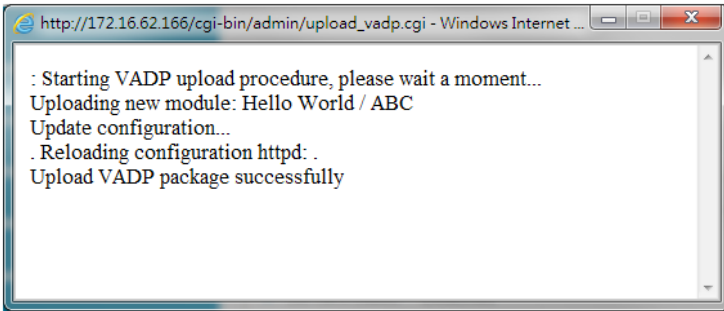 http://172.16.62.166/cgi-bin/admin/upload_vadp.cgi - Windows Internet ...
: Starting VADP upload procedure, please wait a moment...
Uploading new module: Hello World / ABC
Update configuration...
. Reloading configuration httpd: .
Upload VADP package successfully